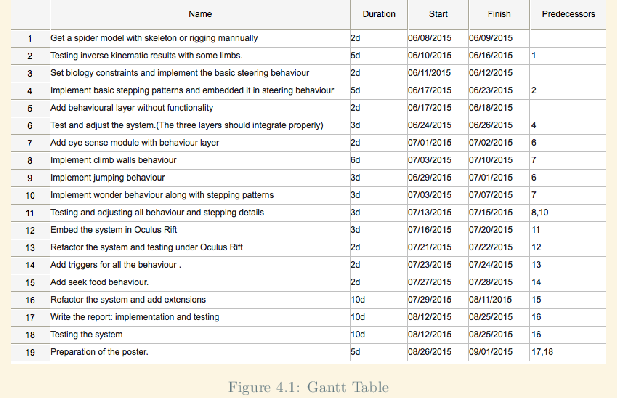 Name Duration Start Finish Predecessors
1 Get a spider model with skeleton or rigging mannually 2d 06/08/2015 06/09/2015
2 Testing inverse kinematic results with some limbs. 5d 06/10/2015 06/16/2015 1
3 Set biology constraints and implement the basic steering behaviour 2d 06/11/2015 06/12/2015
4 Implement basic stepping patterns and embedded it in steering behaviour 5d 06/17/2015 06/23/2015 2
5 Add behavioural layer without functionality 2d 06/17/2015 06/18/2015
6 Test and adjust the system.(The three layers should integrate properly) 3d 06/24/2015 06/26/2015 4
7 Add eye sense module with behaviour layer 2d 07/01/2015 07/02/2015 6
8 Implement climb walls behaviour 6d 07/03/2015 07/10/2015 7
9 Implement jumping behaviour 3d 06/29/2015 07/01/2015 6
10 Implement wonder behaviour along with stepping patterns 3d 07/03/2015 07/07/2015 7
11 Testing and adjusting all behaviour and stepping details 3d 07/13/2015 07/15/2015 8,10
12 Embed the system in Oculus Rift 3d 07/16/2015 07/20/2015 11
13 Refactor the system and testing under Oculus Rift 2d 07/21/2015 07/22/2015 12
14 Add triggers for all the behaviour . 2d 07/23/2015 07/24/2015 13
15 Add seek food behaviour. 2d 07/27/2015 07/28/2015 14
16 Refactor the system and add extensions 10d 07/29/2015 08/11/2015 15
17 Write the report: implementation and testing 10d 08/12/2015 08/25/2015 16
18 Testing the system 10d 08/12/2015 08/25/2015 16
19 Preparation of the poster. 5d 08/26/2015 09/01/2015 17,18
Figure 4.1: Gantt Table